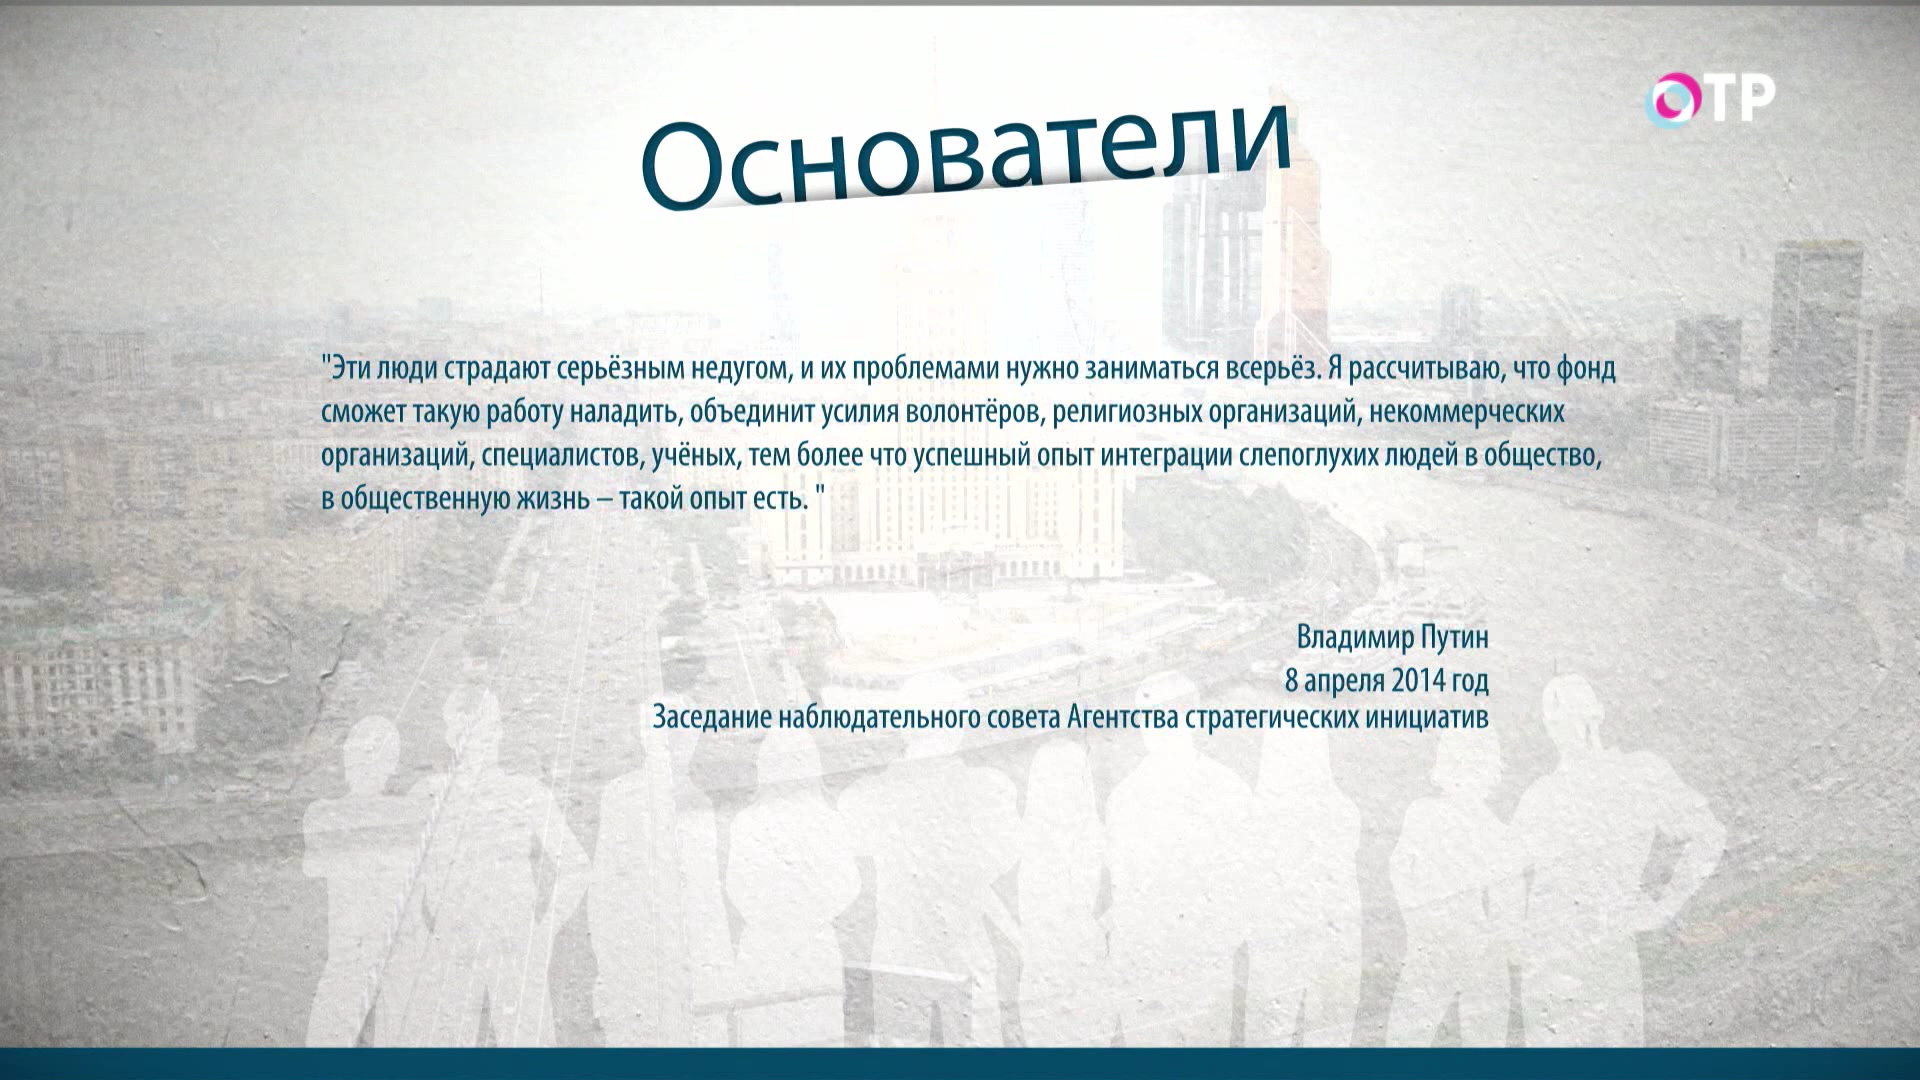 ОТР
Основатели
"Эти люди страдают серьёзным недугом, и их проблемами нужно заниматься всерьёз. Я рассчитываю, что фонд
сможет такую работу наладить, объединит усилия волонтёров, религиозных организаций, некоммерческих
организаций, специалистов, учёных, тем более что успешный опыт интеграции слепоглухих людей в общество,
в общественную жизнь – такой опыт есть. "
Владимир Путин
8 апреля 2014 год
Заседание наблюдательного совета Агентства стратегических инициатив